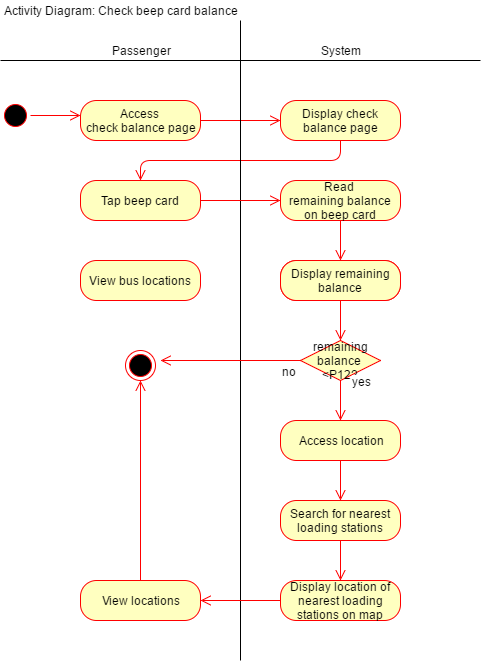 Activity Diagram: Check beep card balance
Passenger
System
Access
check balance page
Display check
balance page
Tap beep card
Read
remaining balance
on beep card
View bus locations
Display remaining
balance
remaining
balance
<P12?
no
yes
Access location
Search for nearest
loading stations
View locations
Display location of
nearest loading
stations on map